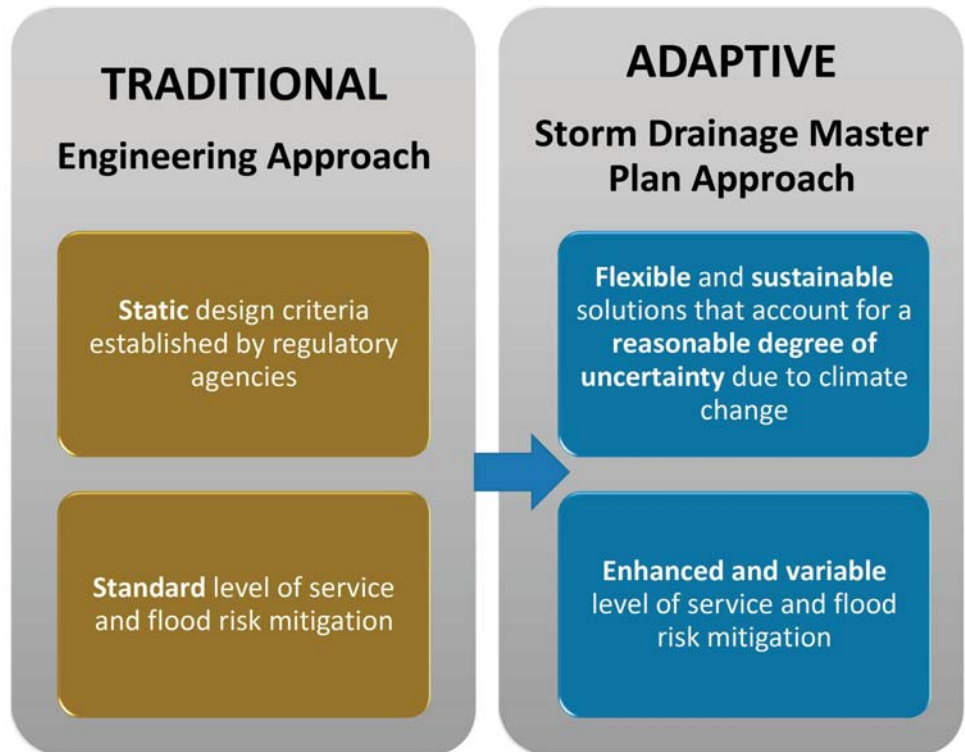 TRADITIONAL
Engineering Approach
Static design criteria
established by regulatory
agencies
Standard level of service
and flood risk mitigation
ADAPTIVE
Storm Drainage Master
Plan Approach
Flexible and sustainable
solutions that account for a
reasonable degree of
uncertainty due to climate
change
Enhanced and variable
level of service and flood
risk mitigation